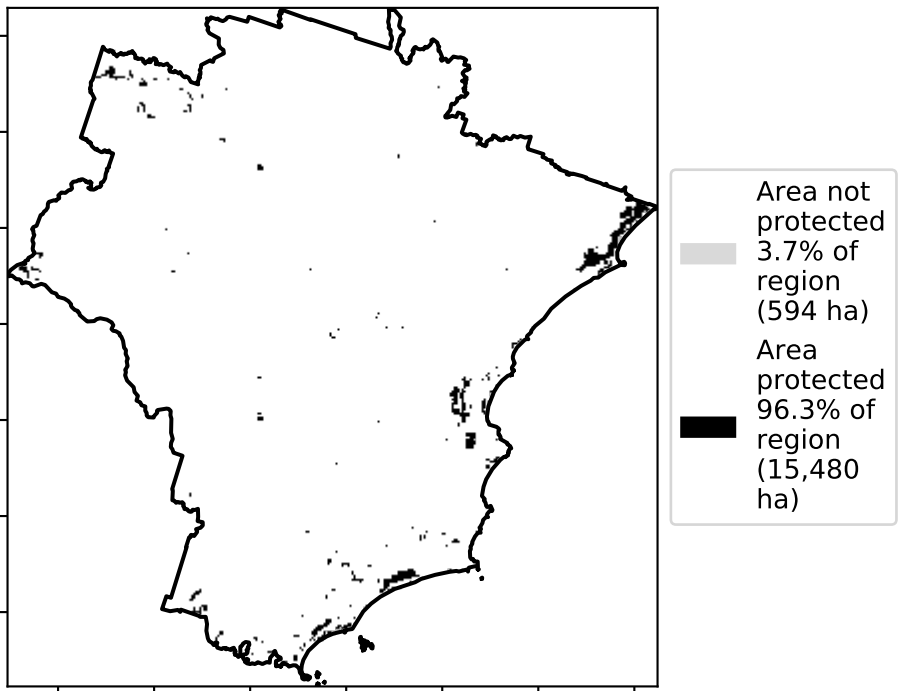 Area not
protected
3.7% of
region
(594 ha)
Area
protected
96.3% of
region
(15,480
ha)